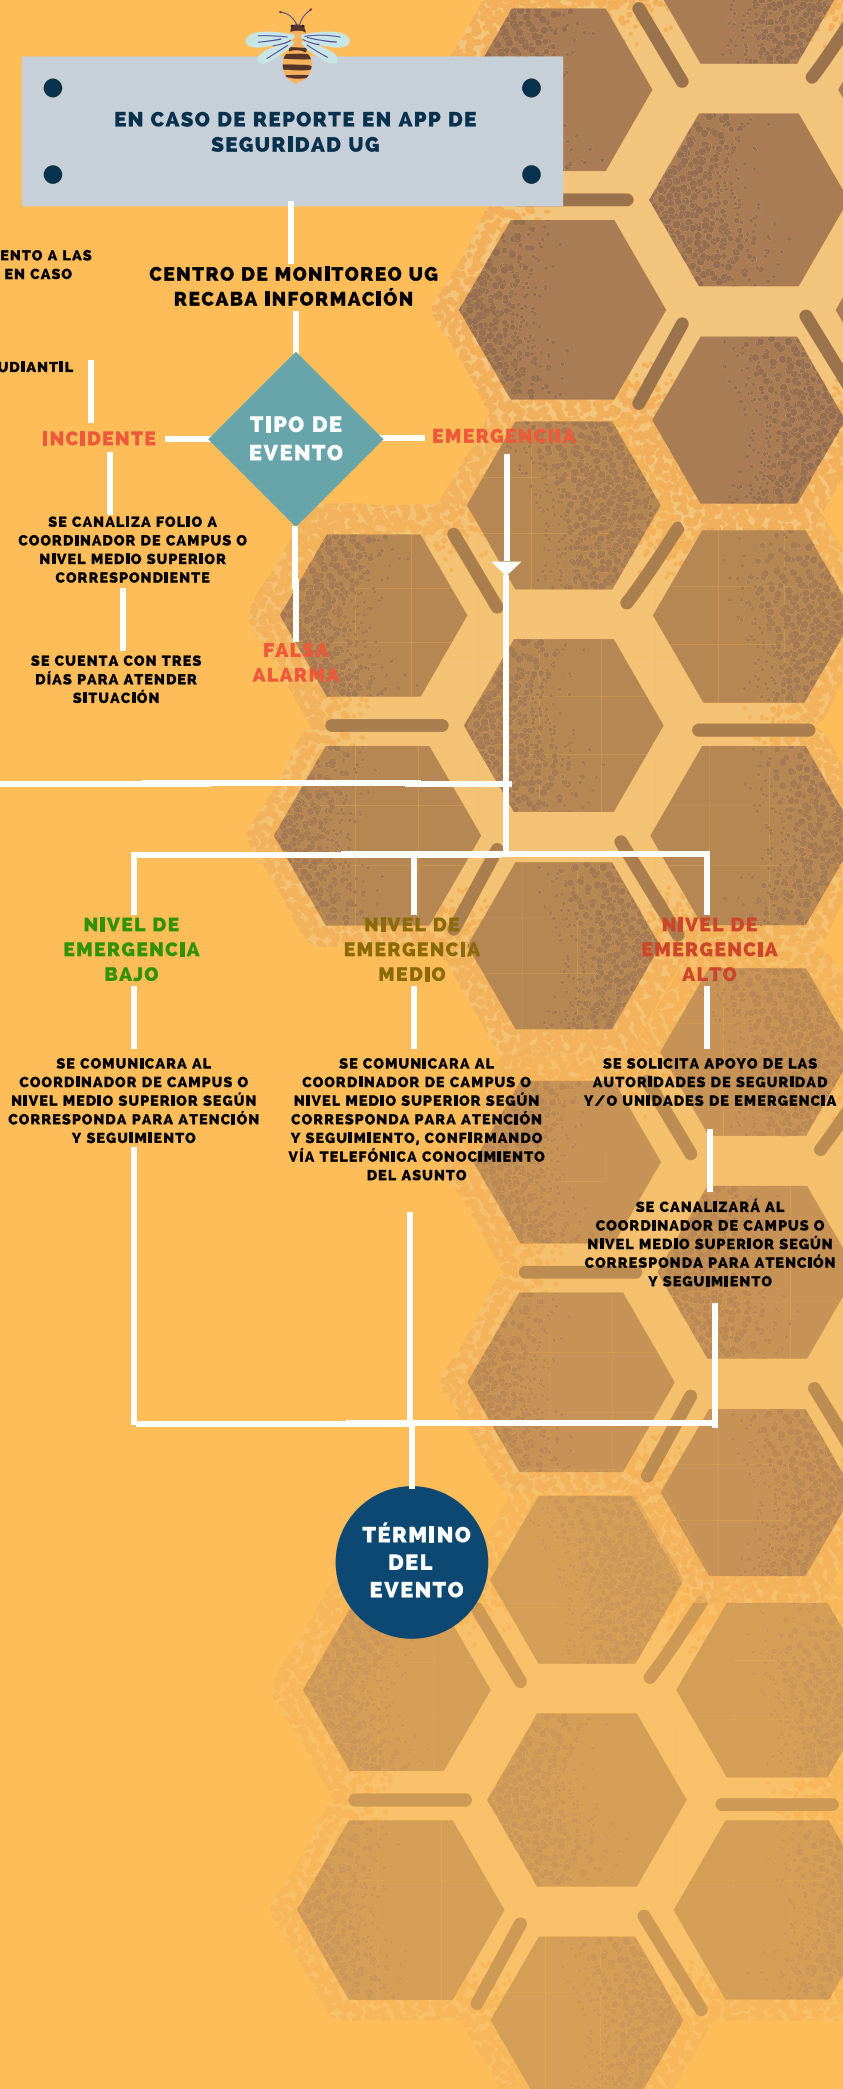 EN CASO DE REPORTE EN APP DE
SEGURIDAD UG
ENTO A LAS
EN CASO
CENTRO DE MONITOREO UG
RECABA INFORMACIÓN
UDIANTIL
INCIDENTE
TIPO DE
EVENTO
EMERGENCIIA
SE CANALIZA FOLIO A
COORDINADOR DE CAMPUS O
NIVEL MEDIO SUPERIOR
CORRESPONDIENTE
FALSA
ALARMA
SE CUENTA CON TRES
DÍAS PARA ATENDER
SITUACIÓN
NIVEL DE
EMERGENCIA
BAJO
NIVEL DE
EMERGENCIA
MEDIO
NIVEL DE
EMERGENCIA
ALTO
SE COMUNICARA AL
COORDINADOR DE CAMPUS O
NIVEL MEDIO SUPERIOR SEGÚN
CORRESPONDA PARA ATENCIÓN
Y SEGUIMIENTO
SE COMUNICARA AL
COORDINADOR DE CAMPUS O
NIVEL MEDIO SUPERIOR SEGÚN
CORRESPONDA PARA ATENCIÓN
Y SEGUIMIENTO, CONFIRMANDO
VÍA TELEFÓNICA CONOCIMIENTO
DEL ASUNTO
SE SOLICITA APOYO DE LAS
AUTORIDADES DE SEGURIDAD
Y/O UNIDADES DE EMERGENCIA
SE CANALIZARÁ AL
COORDINADOR DE CAMPUS O
NIVEL MEDIO SUPERIOR SEGÚN
CORRESPONDA PARA ATENCIÓN
Y SEGUIMIENTO
TÉRMINO
DEL
EVENTO